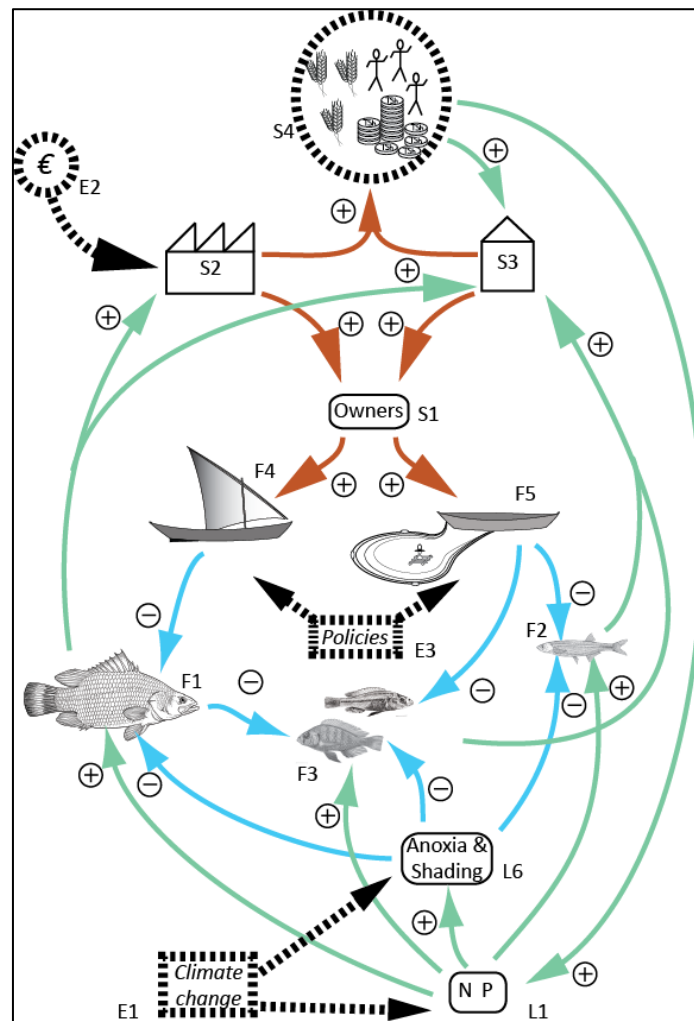 S4
€
E2
+
+
S2
+
S3
+
+
+
+
Owners
S1
F4
+
+
F5
−
−
Policies
E3
F2
F1
−
−
+
−
F3
+
−
−
+
Anoxia &
Shading
L6
+
Climate
change
N P
+
E1
L1